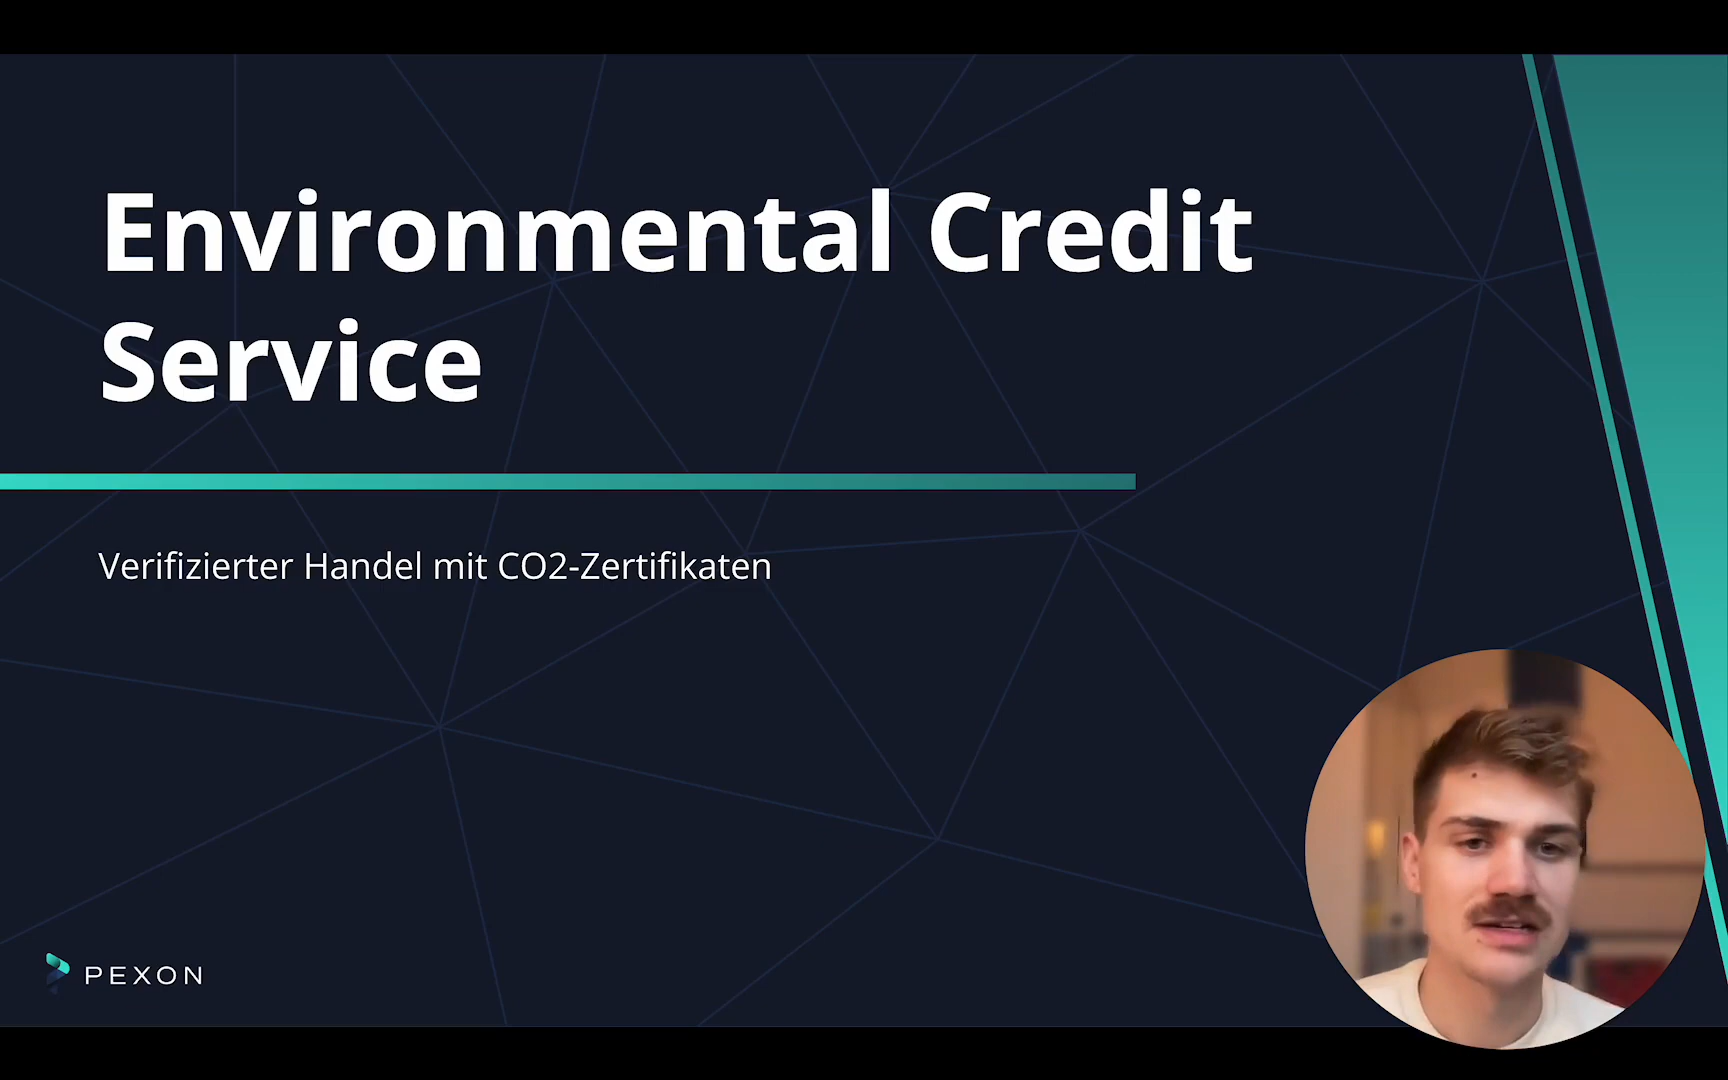 Environmental Credit
Service
Verifizierter Handel mit CO2-Zertifikaten
PEXON